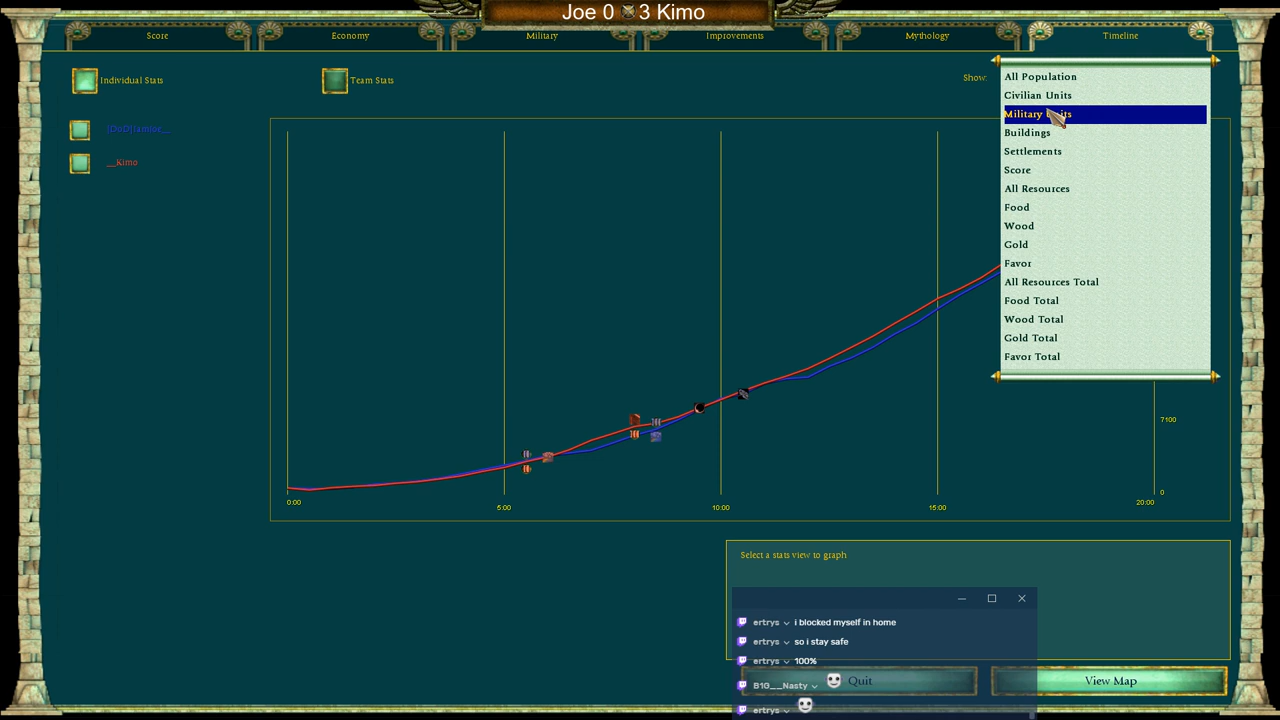 Joe 0 3 Kimo
Score
Economy
Military
Improvements
Mythology
Timeline
Individual Stats
Team Stats
Show:
All Population
Civilian Units
Military Units
Buildings
Settlements
Score
All Resources
Food
Wood
Gold
Favor
All Resources Total
Food Total
Wood Total
Gold Total
Favor Total
__Kimo
7100
0
0:00
5:00
10:00
15:00
20:00
Select a stats view to graph
ertrys i blocked myself in home
ertrys so i stay safe
ertrys 100%
B1G__Nasty
ertrys
Quit
View Map